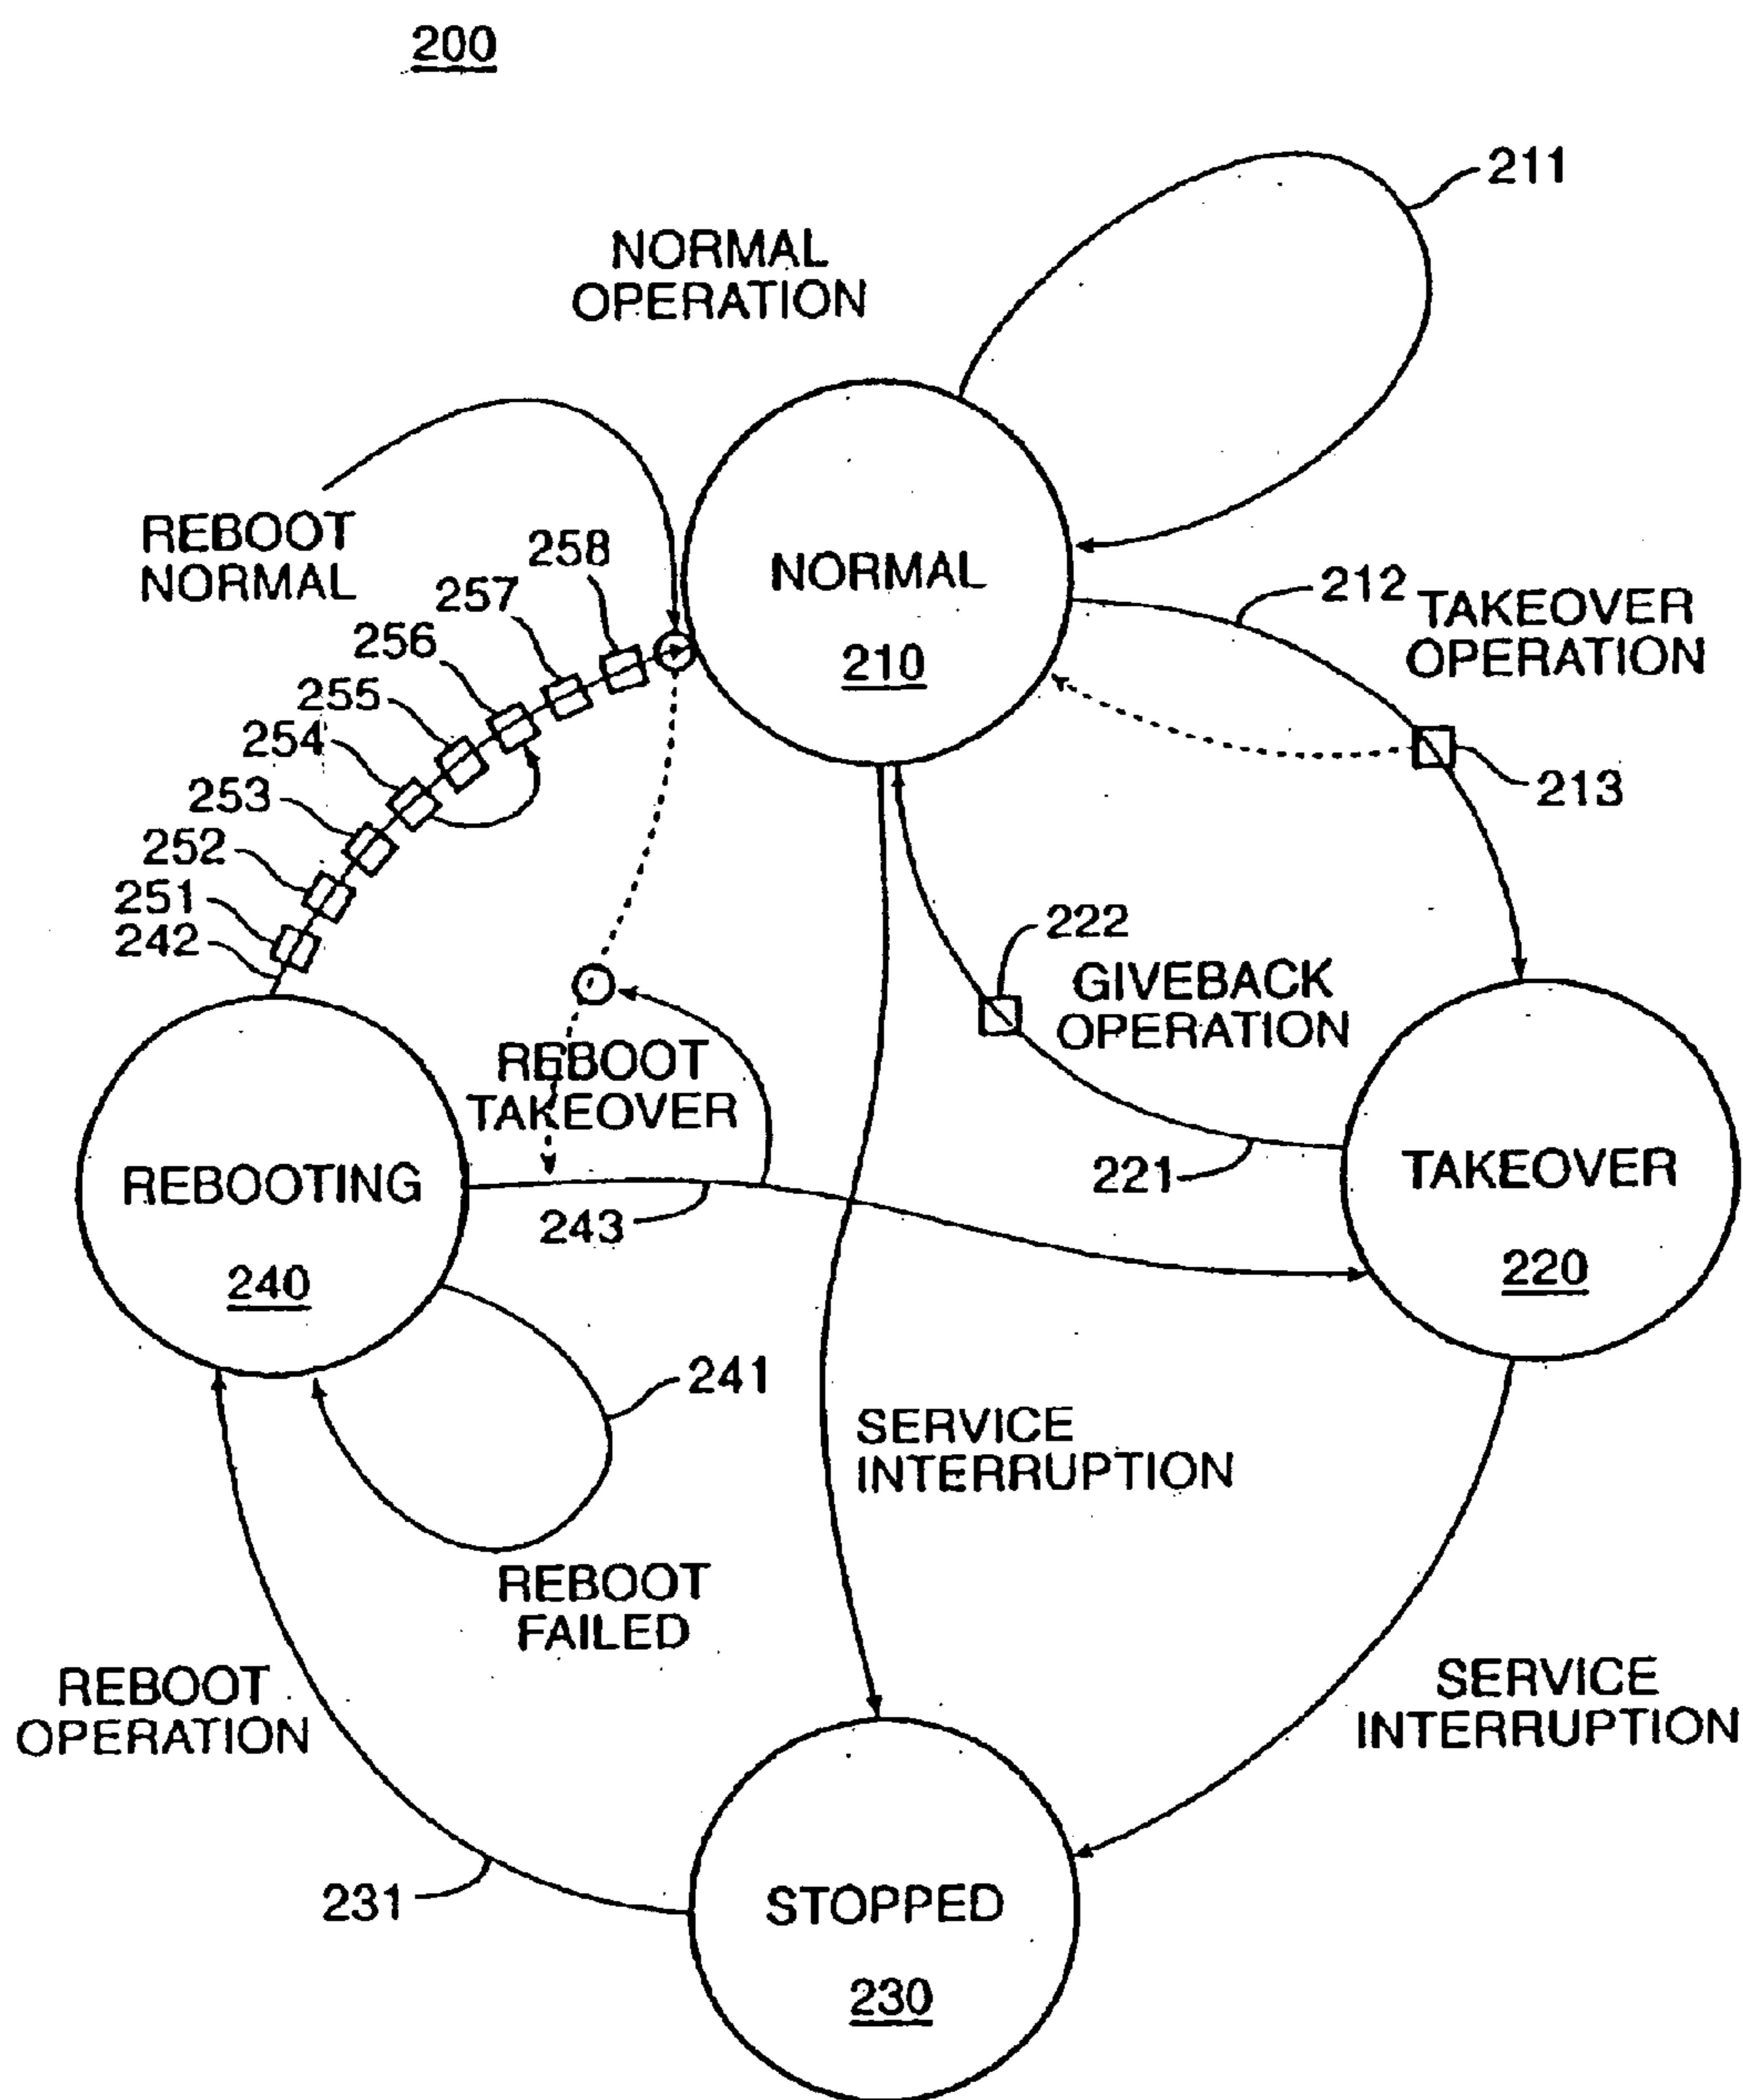 200
211
NORMAL
OPERATION
REBOOT
NORMAL
258
257
256
255
254
253
252
251
242
NORMAL
210
212
TAKEOVER
OPERATION
213
222
GIVEBACK
OPERATION
REBOOT
TAKEOVER
REBOOTING
240
243
221
TAKEOVER
220
241
SERVICE
INTERRUPTION
REBOOT
FAILED
REBOOT
OPERATION
SERVICE
INTERRUPTION
231
STOPPED
230